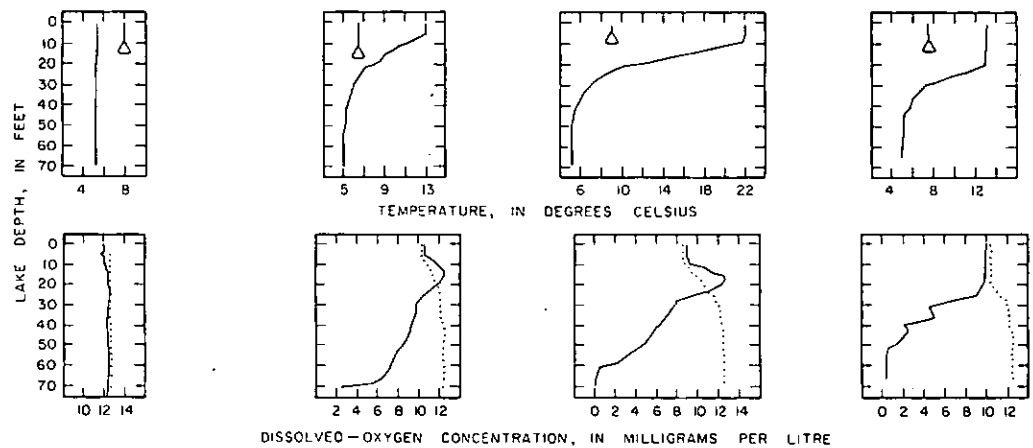 0
10
20
30
40
50
60
70
4 8
5 9 13
6 10 14 18 22
4 8 12
TEMPERATURE, IN DEGREES CELSIUS
LAKE DEPTH, IN FEET
0
10
20
30
40
50
60
70
10 12 14
2 4 6 8 10 12
0 2 4 6 8 10 12 14
0 2 4 6 8 10 12
DISSOLVED-OXYGEN CONCENTRATION, IN MILLIGRAMS PER LITRE